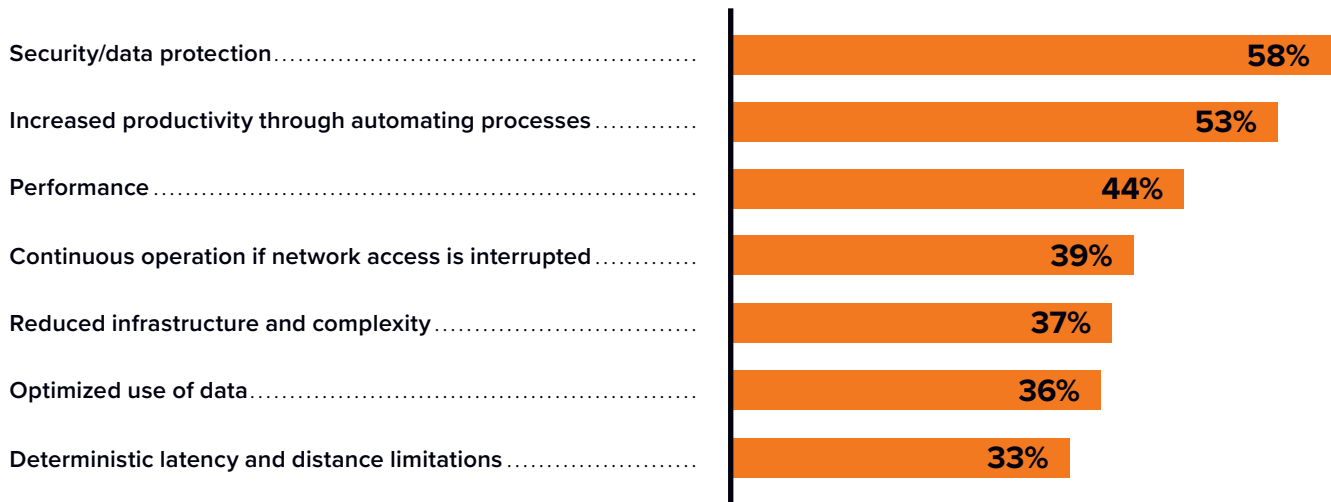 Security/data protection..................................................... 58%
Increased productivity through automating processes............. 53%
Performance.................................................................... 44%
Continuous operation if network access is interrupted............. 39%
Reduced infrastructure and complexity................................. 37%
Optimized use of data........................................................ 36%
Deterministic latency and distance limitations........................ 33%